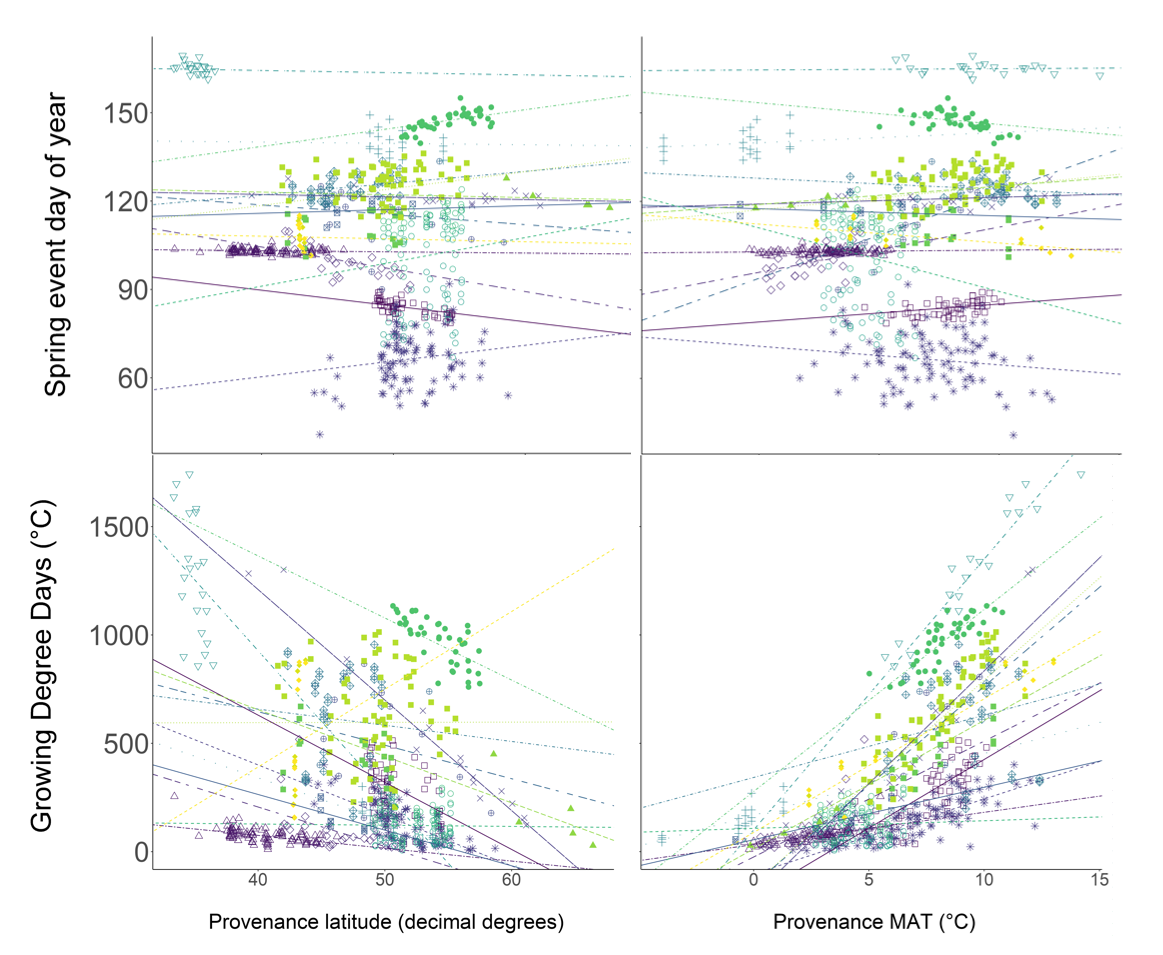 Spring event day of year
150
120
90
60
Growing Degree Days (°C)
1500
1000
500
0
40 50 60
0 5 10 15
Provenance latitude (decimal degrees)
Provenance MAT (°C)